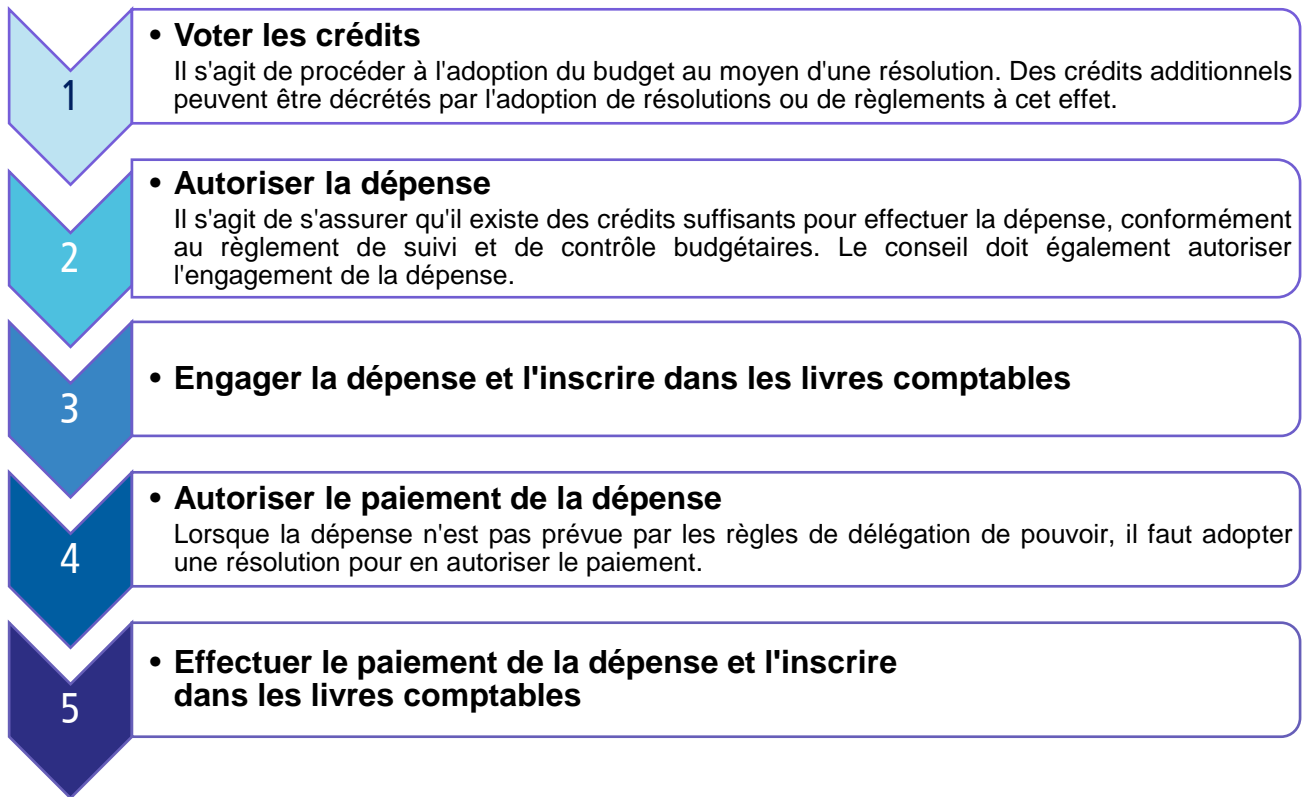 • Voter les crédits
1
Il s'agit de procéder à l'adoption du budget au moyen d'une résolution. Des crédits additionnels
peuvent être décrétés par l'adoption de résolutions ou de règlements à cet effet.
• Autoriser la dépense
2
Il s'agit de s'assurer qu'il existe des crédits suffisants pour effectuer la dépense, conformément
au règlement de suivi et de contrôle budgétaires. Le conseil doit également autoriser
l'engagement de la dépense.
3
• Engager la dépense et l'inscrire dans les livres comptables
• Autoriser le paiement de la dépense
4
Lorsque la dépense n'est pas prévue par les règles de délégation de pouvoir, il faut adopter
une résolution pour en autoriser le paiement.
5
• Effectuer le paiement de la dépense et l'inscrire
dans les livres comptables